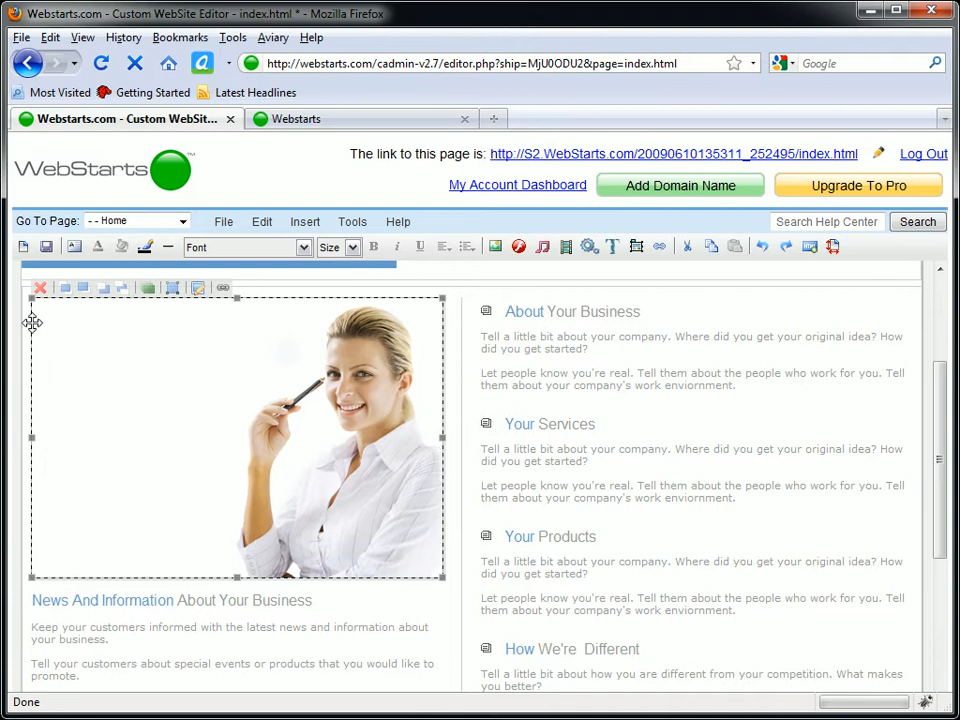 Webstarts.com - Custom WebSite Editor - index.html * - Mozilla Firefox
File Edit View History Bookmarks Tools Aviary Help
http://webstarts.com/cadmin-v2.7/editor.php?ship=MjU0ODU2&page=index.html
Google
Most Visited Getting Started Latest Headlines
Webstarts.com - Custom WebSit... Webstarts
WebStarts™
The link to this page is: http://S2.WebStarts.com/20090610135311_252495/index.html Log Out
My Account Dashboard Add Domain Name Upgrade To Pro
Go To Page: - - Home File Edit Insert Tools Help Search Help Center Search
Font Size B i U
About Your Business
Tell a little bit about your company. Where did you get your original idea? How
did you get started?
Let people know you're real. Tell them about the people who work for you. Tell
them about your company's work enviornment.
Your Services
Tell a little bit about your company. Where did you get your original idea? How
did you get started?
Let people know you're real. Tell them about the people who work for you. Tell
them about your company's work enviornment.
Your Products
Tell a little bit about your company. Where did you get your original idea? How
did you get started?
Let people know you're real. Tell them about the people who work for you. Tell
them about your company's work enviornment.
How We're Different
Tell a little bit about how you are different from your competition. What makes
you better?
News And Information About Your Business
Keep your customers informed with the latest news and information about
your business.
Tell your customers about special events or products that you would like to
promote.
Done